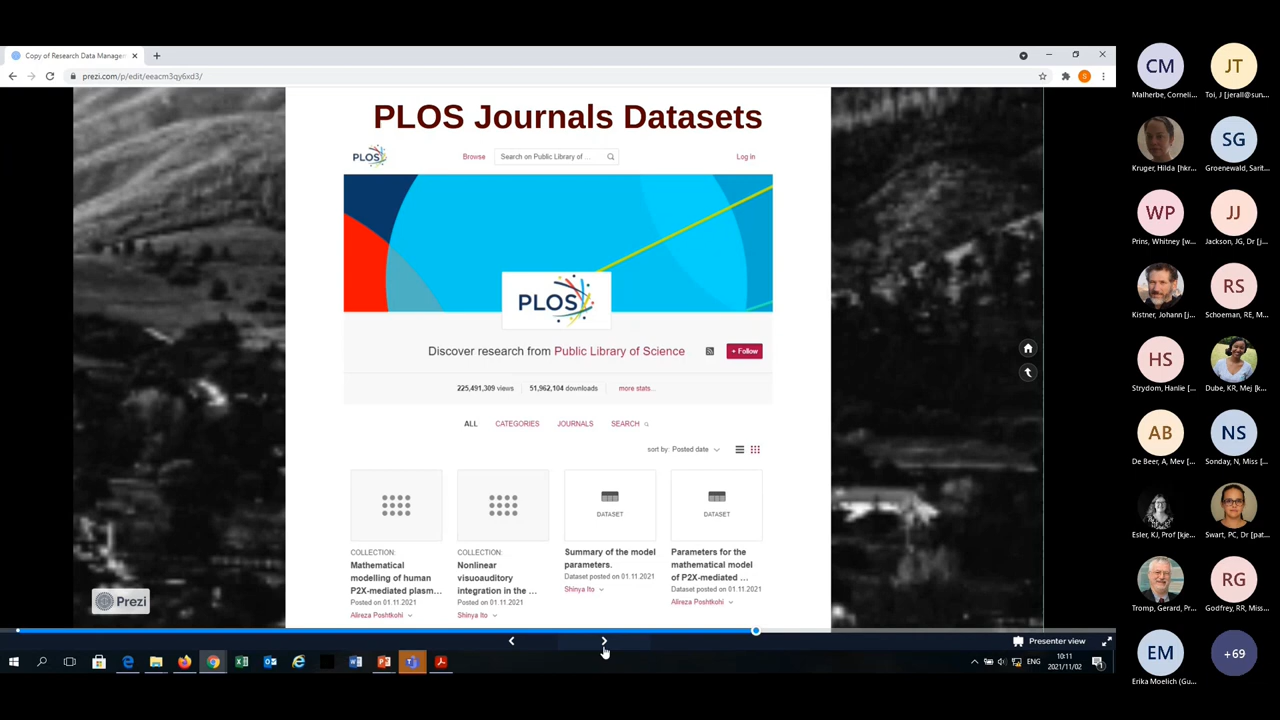 Copy of Research Data Manage
prezi.com/p/edit/eeacm3qy6xd3/
S
PLOS Journals Datasets
PLOS
Browse
Search on Public Library of ...
Log in
PLOS
Discover research from Public Library of Science
+ Follow
225,491,309 views
51,962,104 downloads
more stats...
ALL
CATEGORIES
JOURNALS
SEARCH
sort by: Posted date
DATASET
DATASET
COLLECTION:
Mathematical
modelling of human
P2X-mediated plasm...
Posted on 01.11.2021
Alireza Poshtkohi
COLLECTION:
Nonlinear
visuoauditory
integration in the ...
Posted on 01.11.2021
Shinya Ito
Summary of the model
parameters.
Dataset posted on 01.11.2021
Shinya Ito
Parameters for the
mathematical model
of P2X-mediated ...
Dataset posted on 01.11.2021
Alireza Poshtkohi
Prezi
Presenter view
ENG
10:11
2021/11/02
CM
Malherbe, Corneli...
JT
Toi, J [jerall@sun...
Kruger, Hilda [hkr...
SG
Groenewald, Sarit...
WP
Prins, Whitney [w...
JJ
Jackson, JG, Dr [j...
Kistner, Johann [j...
RS
Schoeman, RE, M...
HS
Strydom, Hanlie [...
Dube, KR, Mej [k...
AB
De Beer, A, Mev [...
NS
Sonday, N, Miss [...
Esler, KJ, Prof [kje...
Swart, PC, Dr [pat...
Tromp, Gerard, Pr...
RG
Godfrey, RR, Miss...
EM
Erika Moelich (Gu...
+69